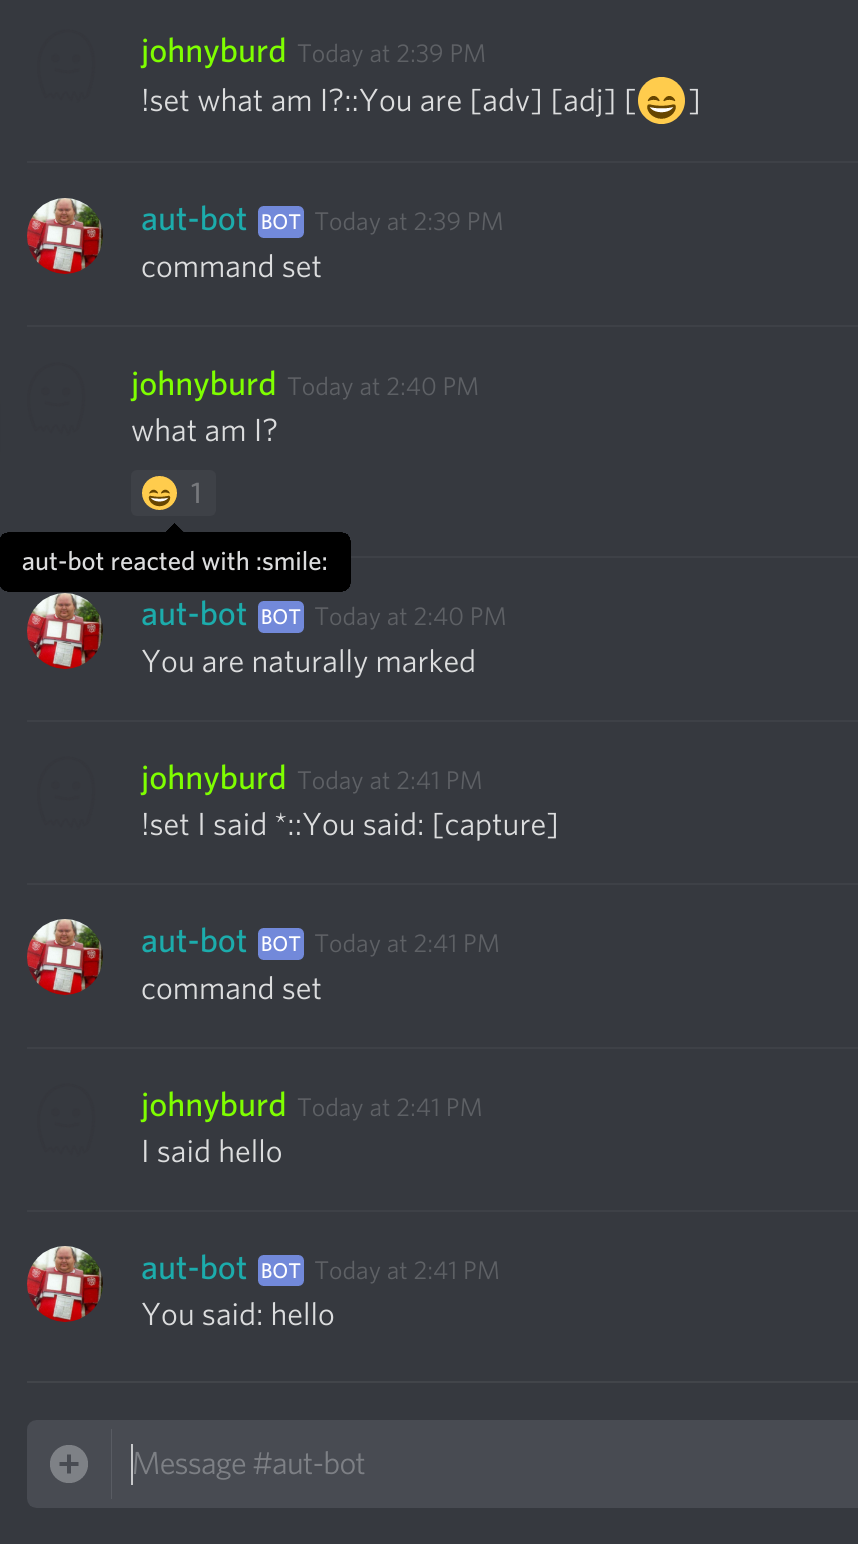 johnyburd Today at 2:39 PM
!set what am I?::You are [adv] [adj] [😄]
aut-bot BOT Today at 2:39 PM
command set
johnyburd Today at 2:40 PM
what am I?
😄 1
aut-bot reacted with :smile:
aut-bot BOT Today at 2:40 PM
You are naturally marked
johnyburd Today at 2:41 PM
!set I said *::You said: [capture]
aut-bot BOT Today at 2:41 PM
command set
johnyburd Today at 2:41 PM
I said hello
aut-bot BOT Today at 2:41 PM
You said: hello
Message #aut-bot